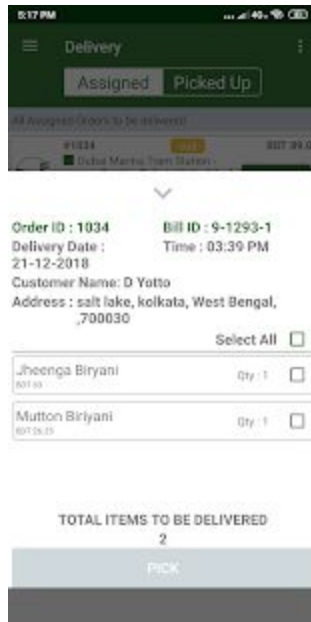 5:17 PM
Delivery
Assigned Picked Up
All Assigned Orders to be delivered
#1034
Dubai Marina Tram Station -
Order ID : 1034 Bill ID : 9-1293-1
Delivery Date : Time : 03:39 PM
21-12-2018
Customer Name: D Yotto
Address : salt lake, kolkata, West Bengal,
,700030
Select All
Jheenga Biryani Qty : 1
Mutton Biriyani Qty : 1
TOTAL ITEMS TO BE DELIVERED
2
PICK